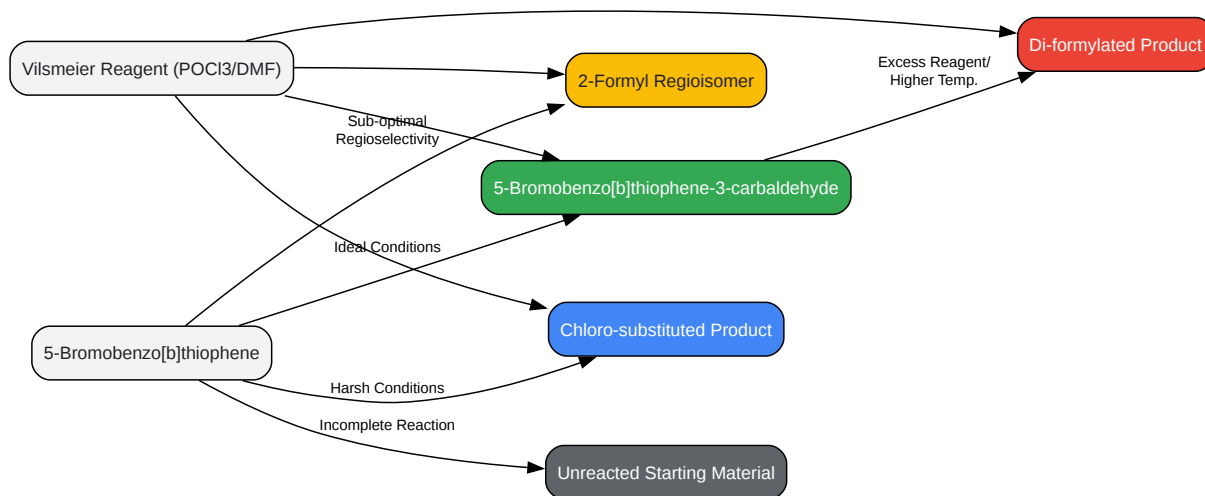 Di-formylated Product
Vilsmeier Reagent (POCl3/DMF)
Excess Reagent/
Higher Temp.
2-Formyl Regioisomer
Sub-optimal
Regioselectivity
5-Bromobenzo[b]thiophene-3-carbaldehyde
Ideal Conditions
Chloro-substituted Product
5-Bromobenzo[b]thiophene
Harsh Conditions
Incomplete Reaction
Unreacted Starting Material